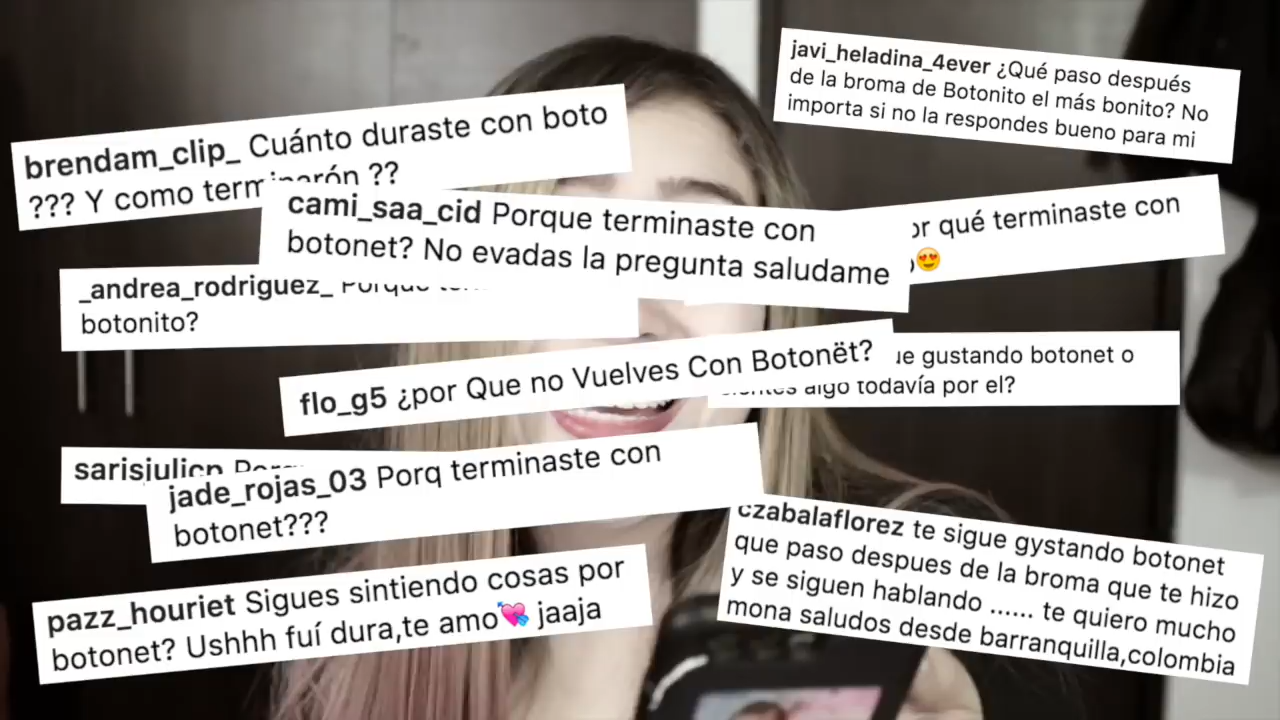 javi_heladina_4ever ¿Qué paso después
de la broma de Botonito el más bonito? No
importa si no la respondes bueno para mi
brendam_clip_ Cuánto duraste con boto
??? Y como terminarón ??
cami_saa_cid Porque terminaste con
botonet? No evadas la pregunta saludame
qué terminaste con
😍
_andrea_rodriguez_ Porque
botonito?
flo_g5 ¿por Que no Vuelves Con Botonët?
gustando botonet o
algo todavía por el?
jade_rojas_03 Porq terminaste con
botonet???
czabalaflorez te sigue gystando botonet
que paso despues de la broma que te hizo
y se siguen hablando ...... te quiero mucho
mona saludos desde barranquilla,colombia
pazz_houriet Sigues sintiendo cosas por
botonet? Ushhh fuí dura,te amo💘 jaaja